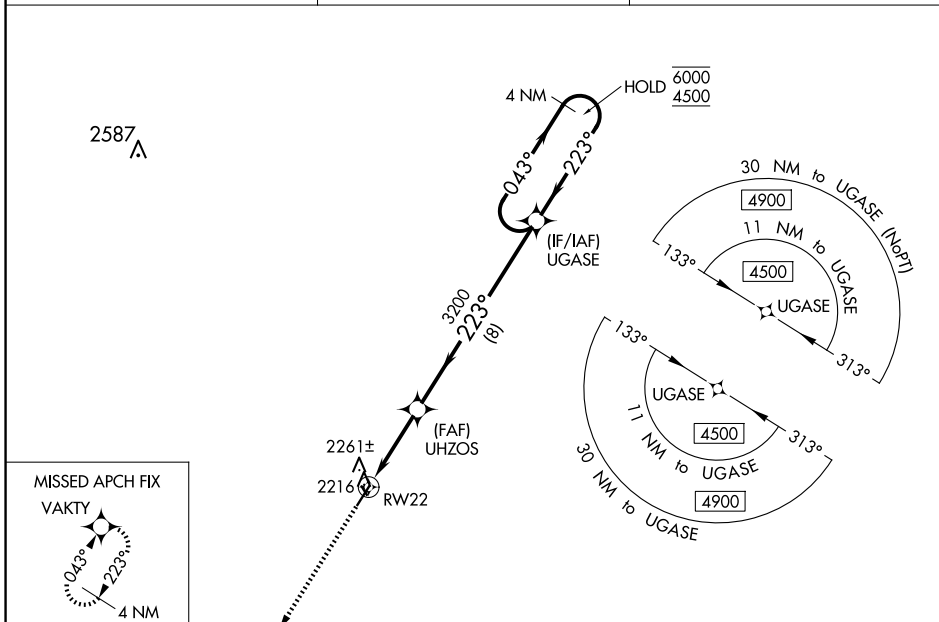 HOLD 6000
4500
4 NM
2587
043°
223°
(IF/IAF)
UGASE
3200
223°
(8)
(FAF)
UHZOS
2261±
2216
RW22
30 NM to UGASE (NoPT)
4900
11 NM to UGASE
4500
133°
UGASE
313°
133°
UGASE
313°
4500
11 NM to UGASE
4900
30 NM to UGASE
MISSED APCH FIX
VAKTY
043°
223°
4 NM